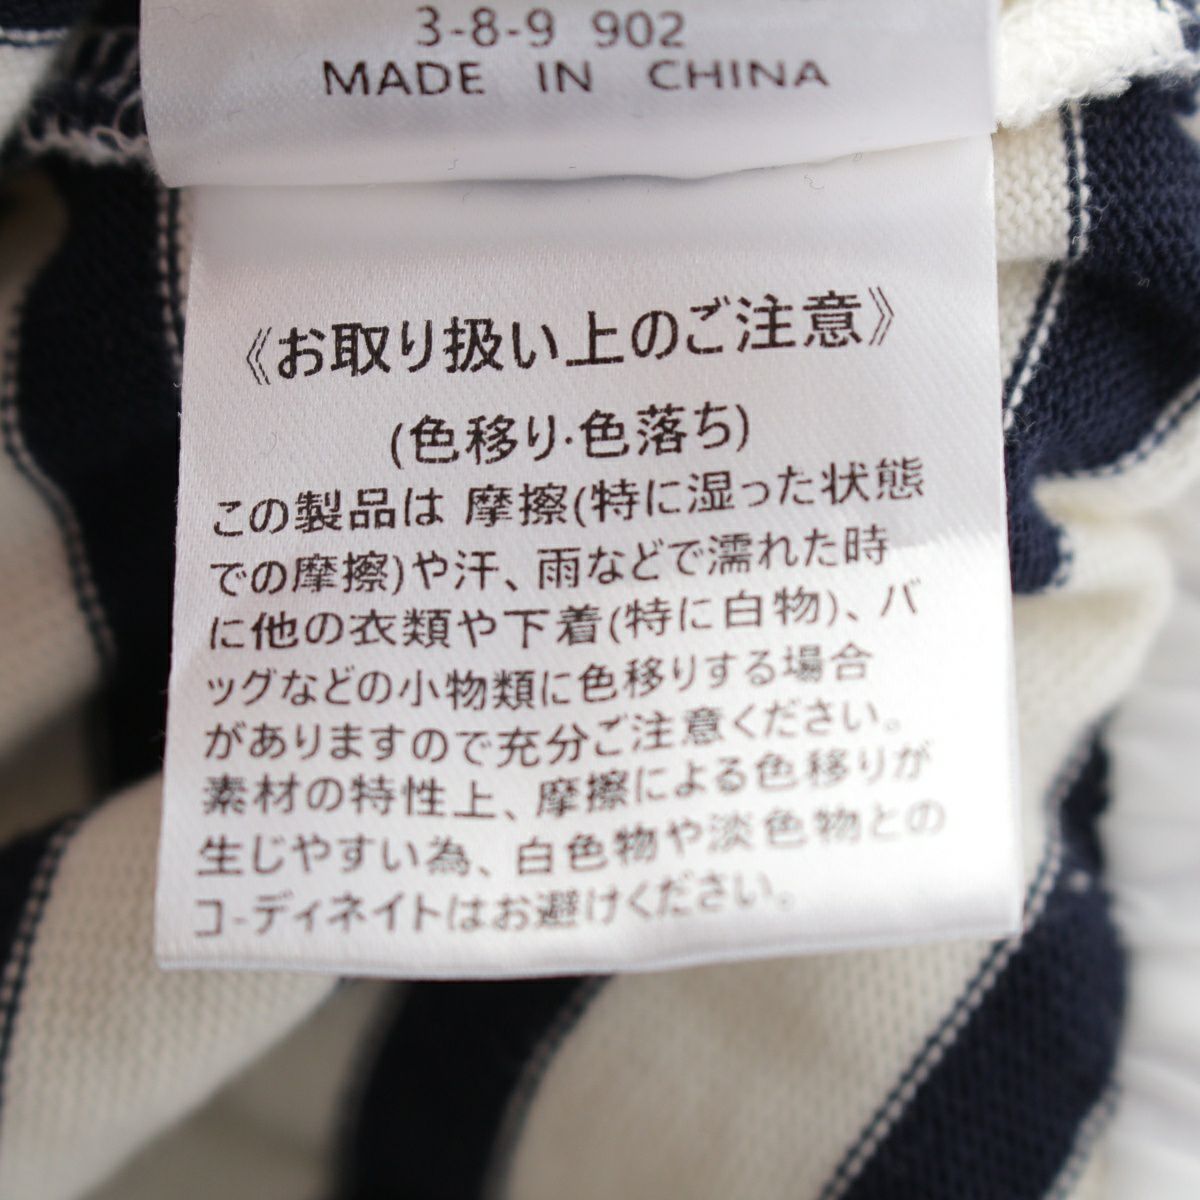 3-8-9 902
MADE IN CHINA
《お取り扱い上のご注意》
(色移り·色落ち)
この製品は 摩擦(特に湿った状態
での摩擦)や汗、雨などで濡れた時
に他の衣類や下着(特に白物)、バ
ッグなどの小物類に色移りする場合
がありますので充分ご注意ください。
素材の特性上、摩擦による色移りが
生じやすい為、白色物や淡色物との
コ-ディネイトはお避けください。